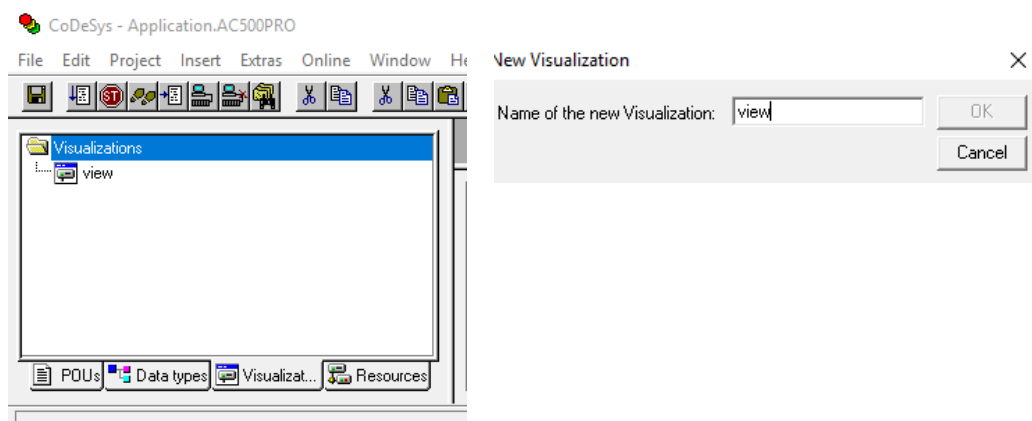 CoDeSys - Application.AC500PRO
File Edit Project Insert Extras Online Window He
Visualizations
view
POUs Data types Visualizat... Resources
New Visualization
Name of the new Visualization: view OK
Cancel